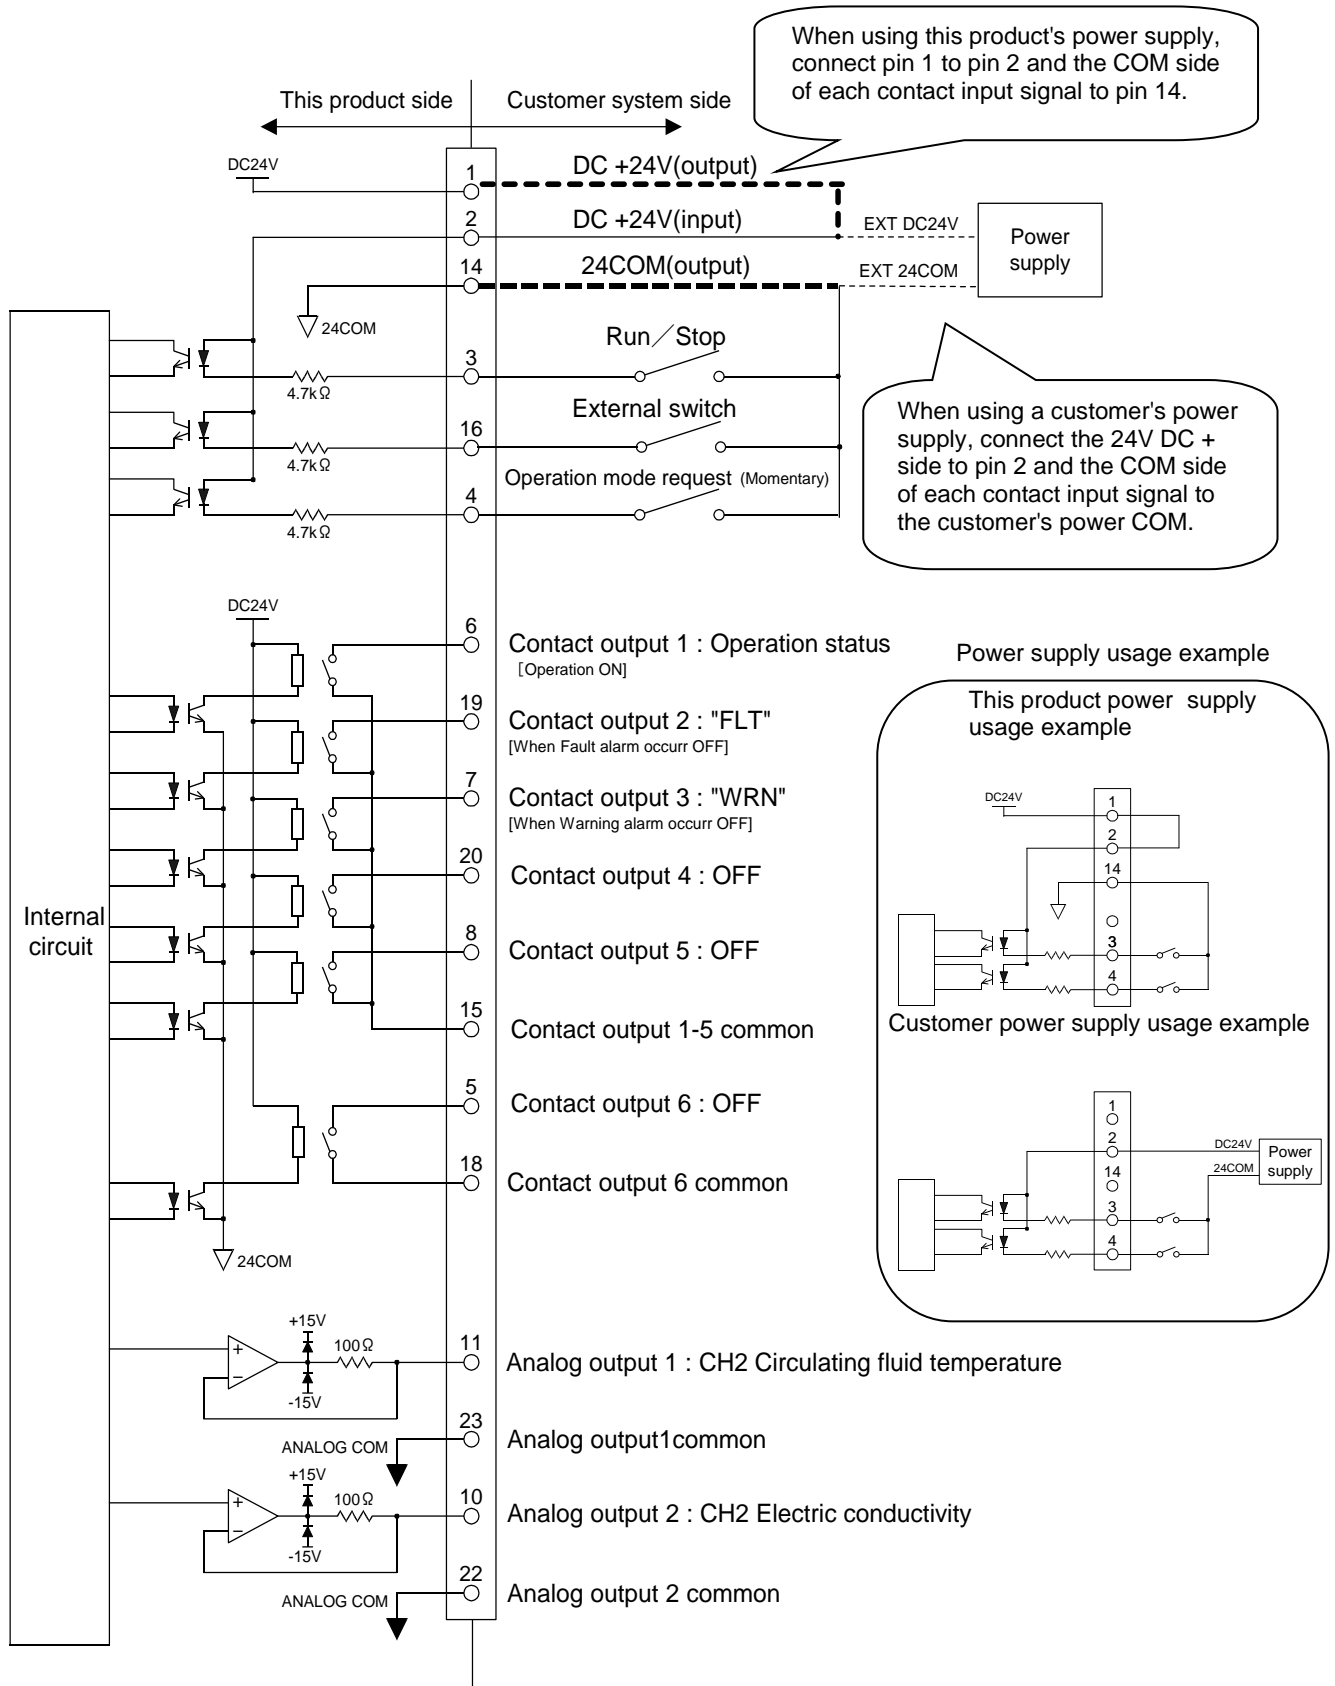 When using this product's power supply,
connect pin 1 to pin 2 and the COM side
of each contact input signal to pin 14.
This product side
Customer system side
DC24V
1
DC +24V(output)
2
DC +24V(input)
EXT DC24V
Power
supply
14
24COM(output)
EXT 24COM
24COM
Run／Stop
3
4.7kΩ
External switch
16
4.7kΩ
Operation mode request (Momentary)
4
4.7kΩ
When using a customer's power
supply, connect the 24V DC +
side to pin 2 and the COM side
of each contact input signal to
the customer's power COM.
Internal
circuit
DC24V
6
Contact output 1 : Operation status
[Operation ON]
19
Contact output 2 : "FLT"
[When Fault alarm occurr OFF]
7
Contact output 3 : "WRN"
[When Warning alarm occurr OFF]
20
Contact output 4 : OFF
8
Contact output 5 : OFF
15
Contact output 1-5 common
5
Contact output 6 : OFF
18
Contact output 6 common
24COM
Power supply usage example
This product power supply
usage example
DC24V
1
2
14
3
4
Customer power supply usage example
1
2
DC24V
Power
supply
24COM
14
3
4
+15V
100Ω
-15V
11
Analog output 1 : CH2 Circulating fluid temperature
23
ANALOG COM
Analog output1common
+15V
100Ω
-15V
10
Analog output 2 : CH2 Electric conductivity
22
ANALOG COM
Analog output 2 common
+
−
+
−